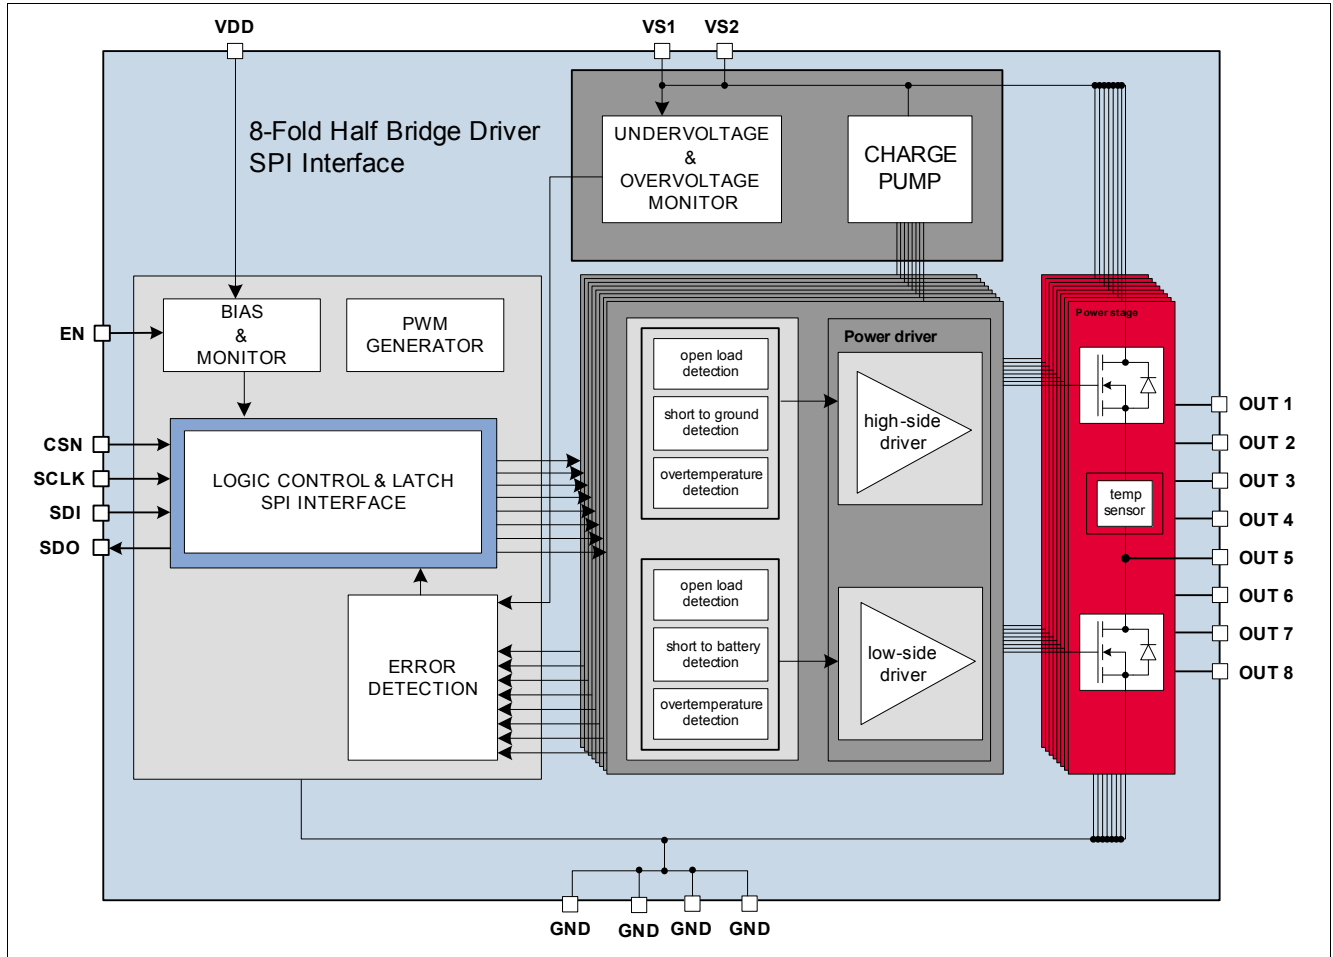 VDD
VS1
VS2
8-Fold Half Bridge Driver
SPI Interface
UNDERVOLTAGE
&
OVERVOLTAGE
MONITOR
CHARGE
PUMP
EN
BIAS
&
MONITOR
PWM
GENERATOR
CSN
SCLK
SDI
SDO
LOGIC CONTROL & LATCH
SPI INTERFACE
ERROR
DETECTION
open load
detection
short to ground
detection
overtemperature
detection
open load
detection
short to battery
detection
overtemperature
detection
Power driver
high-side
driver
low-side
driver
Power stage
temp
sensor
OUT 1
OUT 2
OUT 3
OUT 4
OUT 5
OUT 6
OUT 7
OUT 8
GND
GND
GND
GND